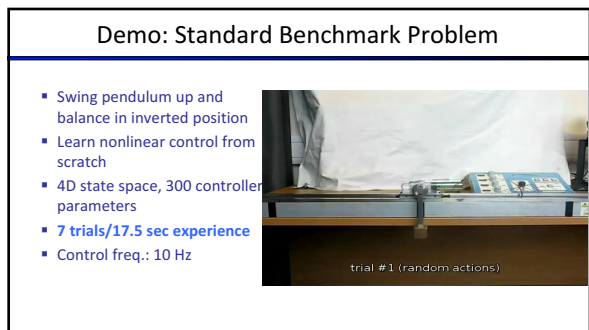 Demo: Standard Benchmark Problem
▪ Swing pendulum up and
balance in inverted position
▪ Learn nonlinear control from
scratch
▪ 4D state space, 300 controller
parameters
▪ 7 trials/17.5 sec experience
▪ Control freq.: 10 Hz
trial #1 (random actions)